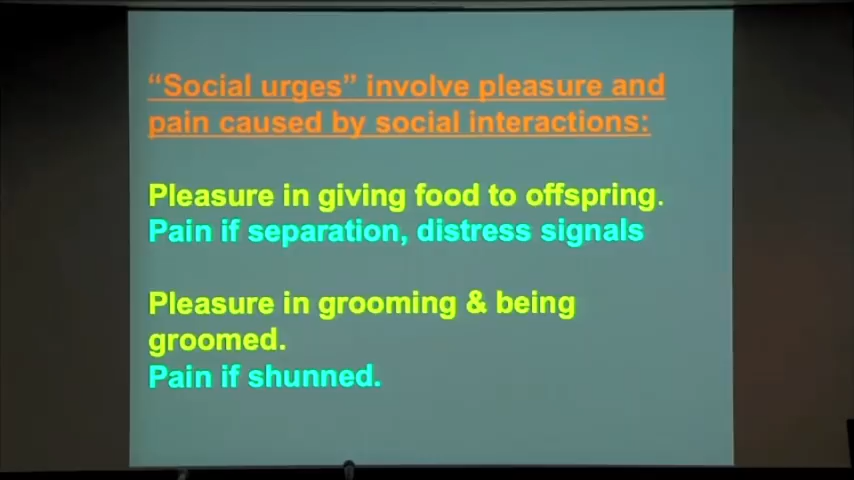 “Social urges” involve pleasure and
pain caused by social interactions:
Pleasure in giving food to offspring.
Pain if separation, distress signals
Pleasure in grooming & being
groomed.
Pain if shunned.